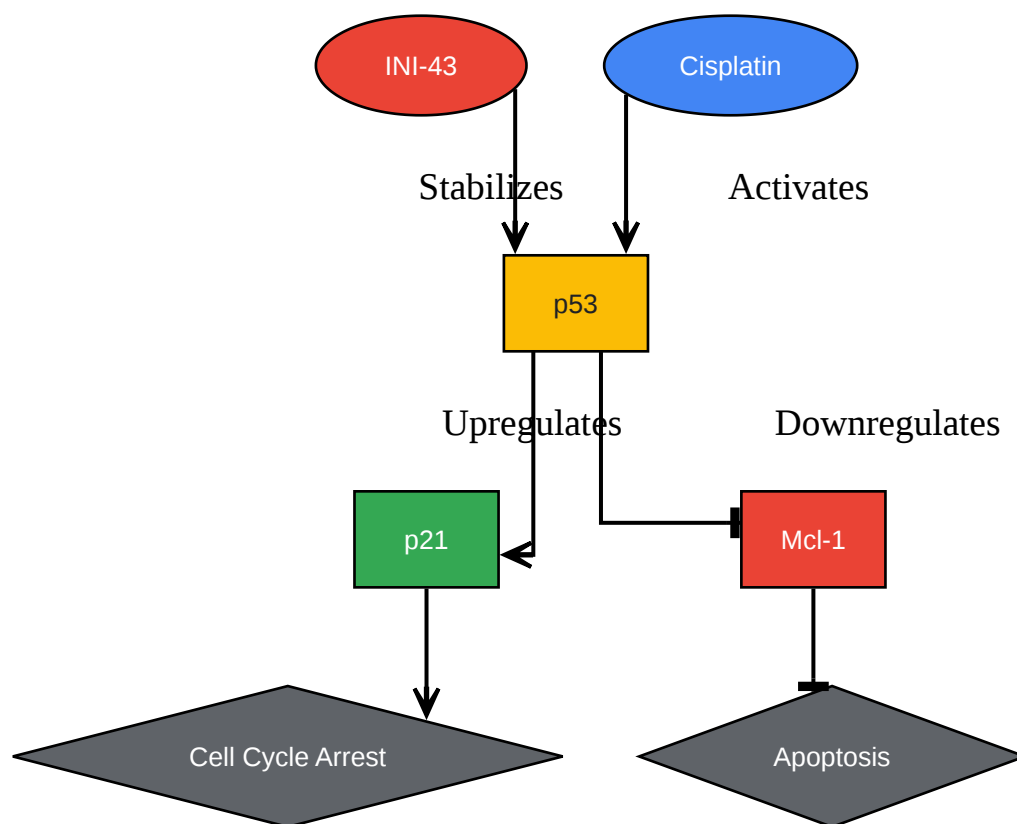 INI-43
Cisplatin
Stabilizes
Activates
p53
Upregulates
Downregulates
p21
Mcl-1
Cell Cycle Arrest
Apoptosis